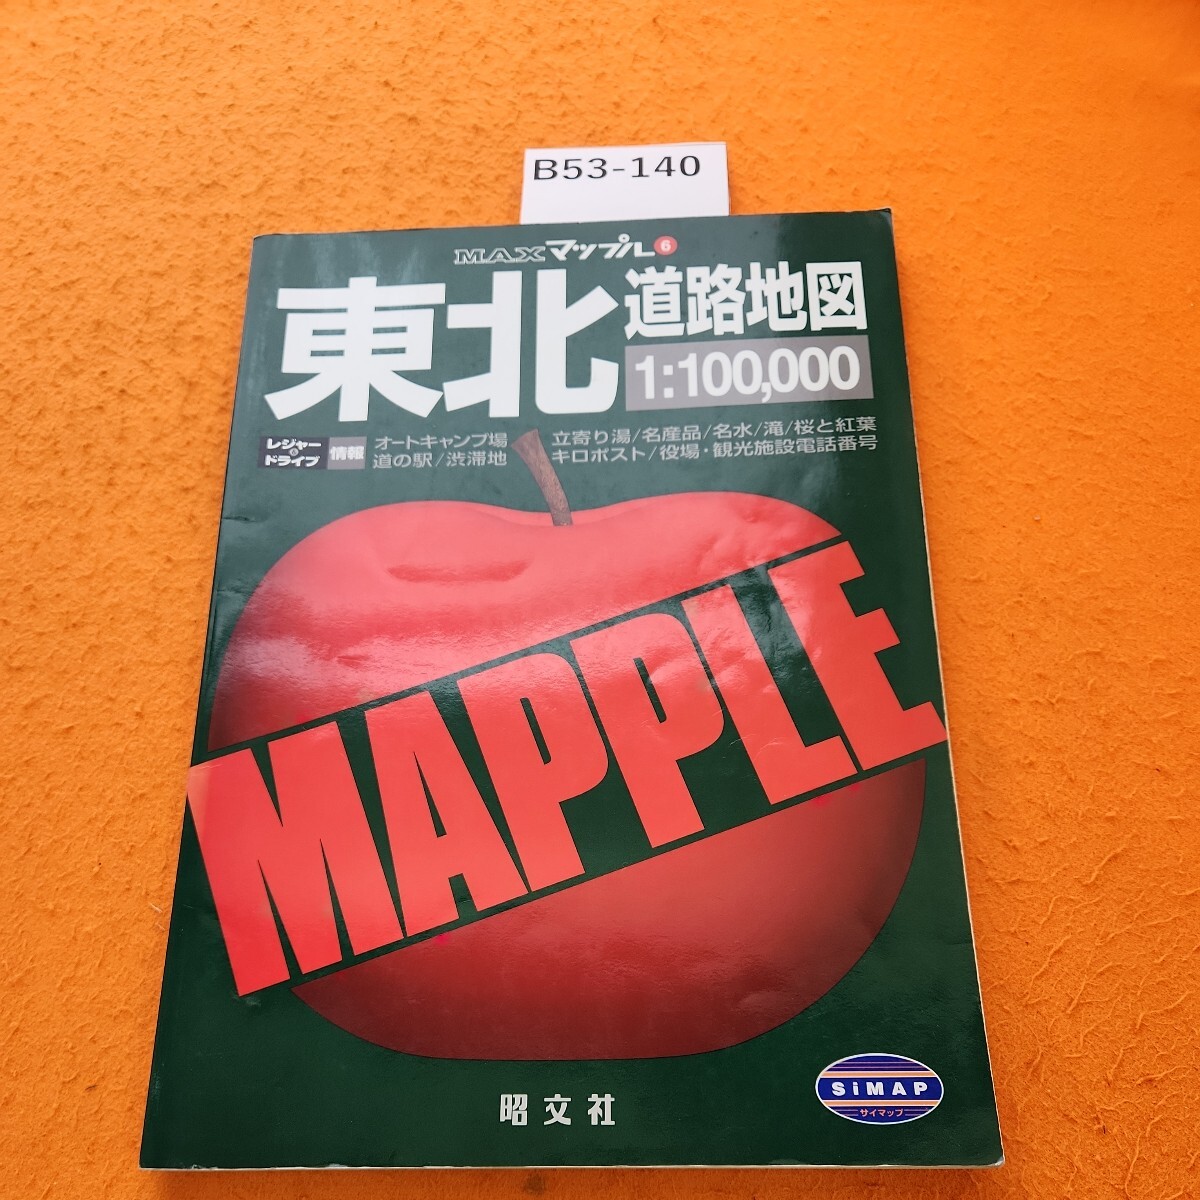 B53-140
MAXマップル6
東北
道路地図
1:100,000
レジャー&ドライブ
情報
オートキャンプ場
道の駅/渋滞地
立寄り湯/名産品/名水/滝/桜と紅葉
キロポスト/役場・観光施設電話番号
MAPPLE
昭文社
SiMAP
サイマップ